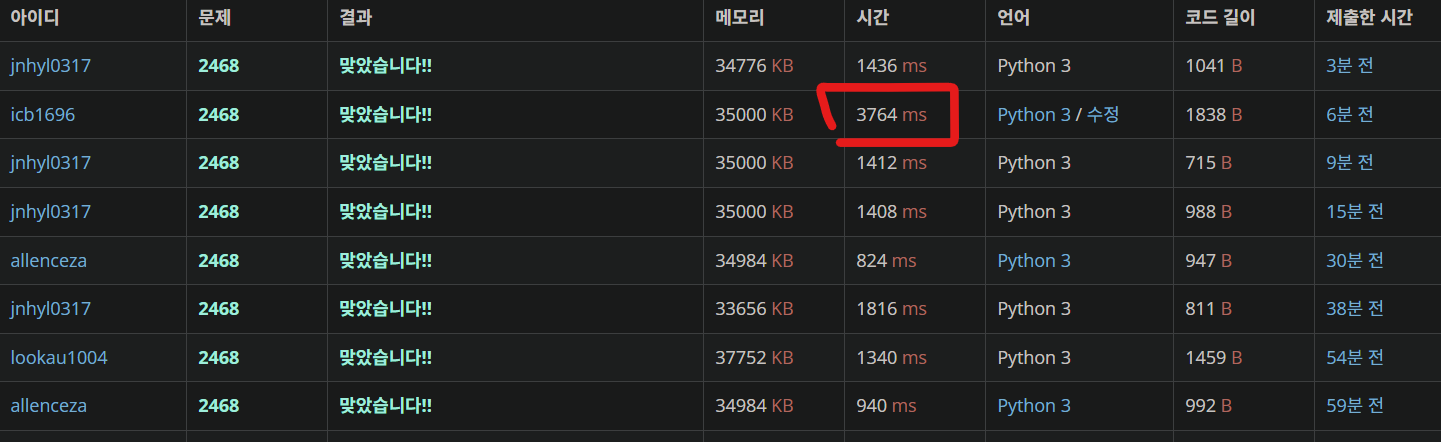 아이디 문제 결과 메모리 시간 언어 코드 길이 제출한 시간
jnhyl0317 2468 맞았습니다!! 34776 KB 1436 ms Python 3 1041 B 3분 전
icb1696 2468 맞았습니다!! 35000 KB 3764 ms Python 3 / 수정 1838 B 6분 전
jnhyl0317 2468 맞았습니다!! 35000 KB 1412 ms Python 3 715 B 9분 전
jnhyl0317 2468 맞았습니다!! 35000 KB 1408 ms Python 3 988 B 15분 전
allenceza 2468 맞았습니다!! 34984 KB 824 ms Python 3 947 B 30분 전
jnhyl0317 2468 맞았습니다!! 33656 KB 1816 ms Python 3 811 B 38분 전
lookau1004 2468 맞았습니다!! 37752 KB 1340 ms Python 3 1459 B 54분 전
allenceza 2468 맞았습니다!! 34984 KB 940 ms Python 3 992 B 59분 전